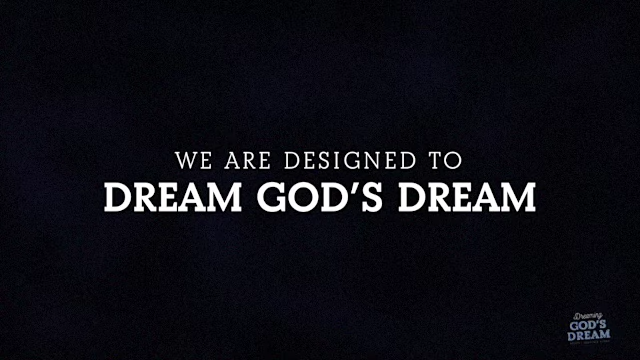 WE ARE DESIGNED TO
DREAM GOD'S DREAM
Dreaming
GOD'S
DREAM